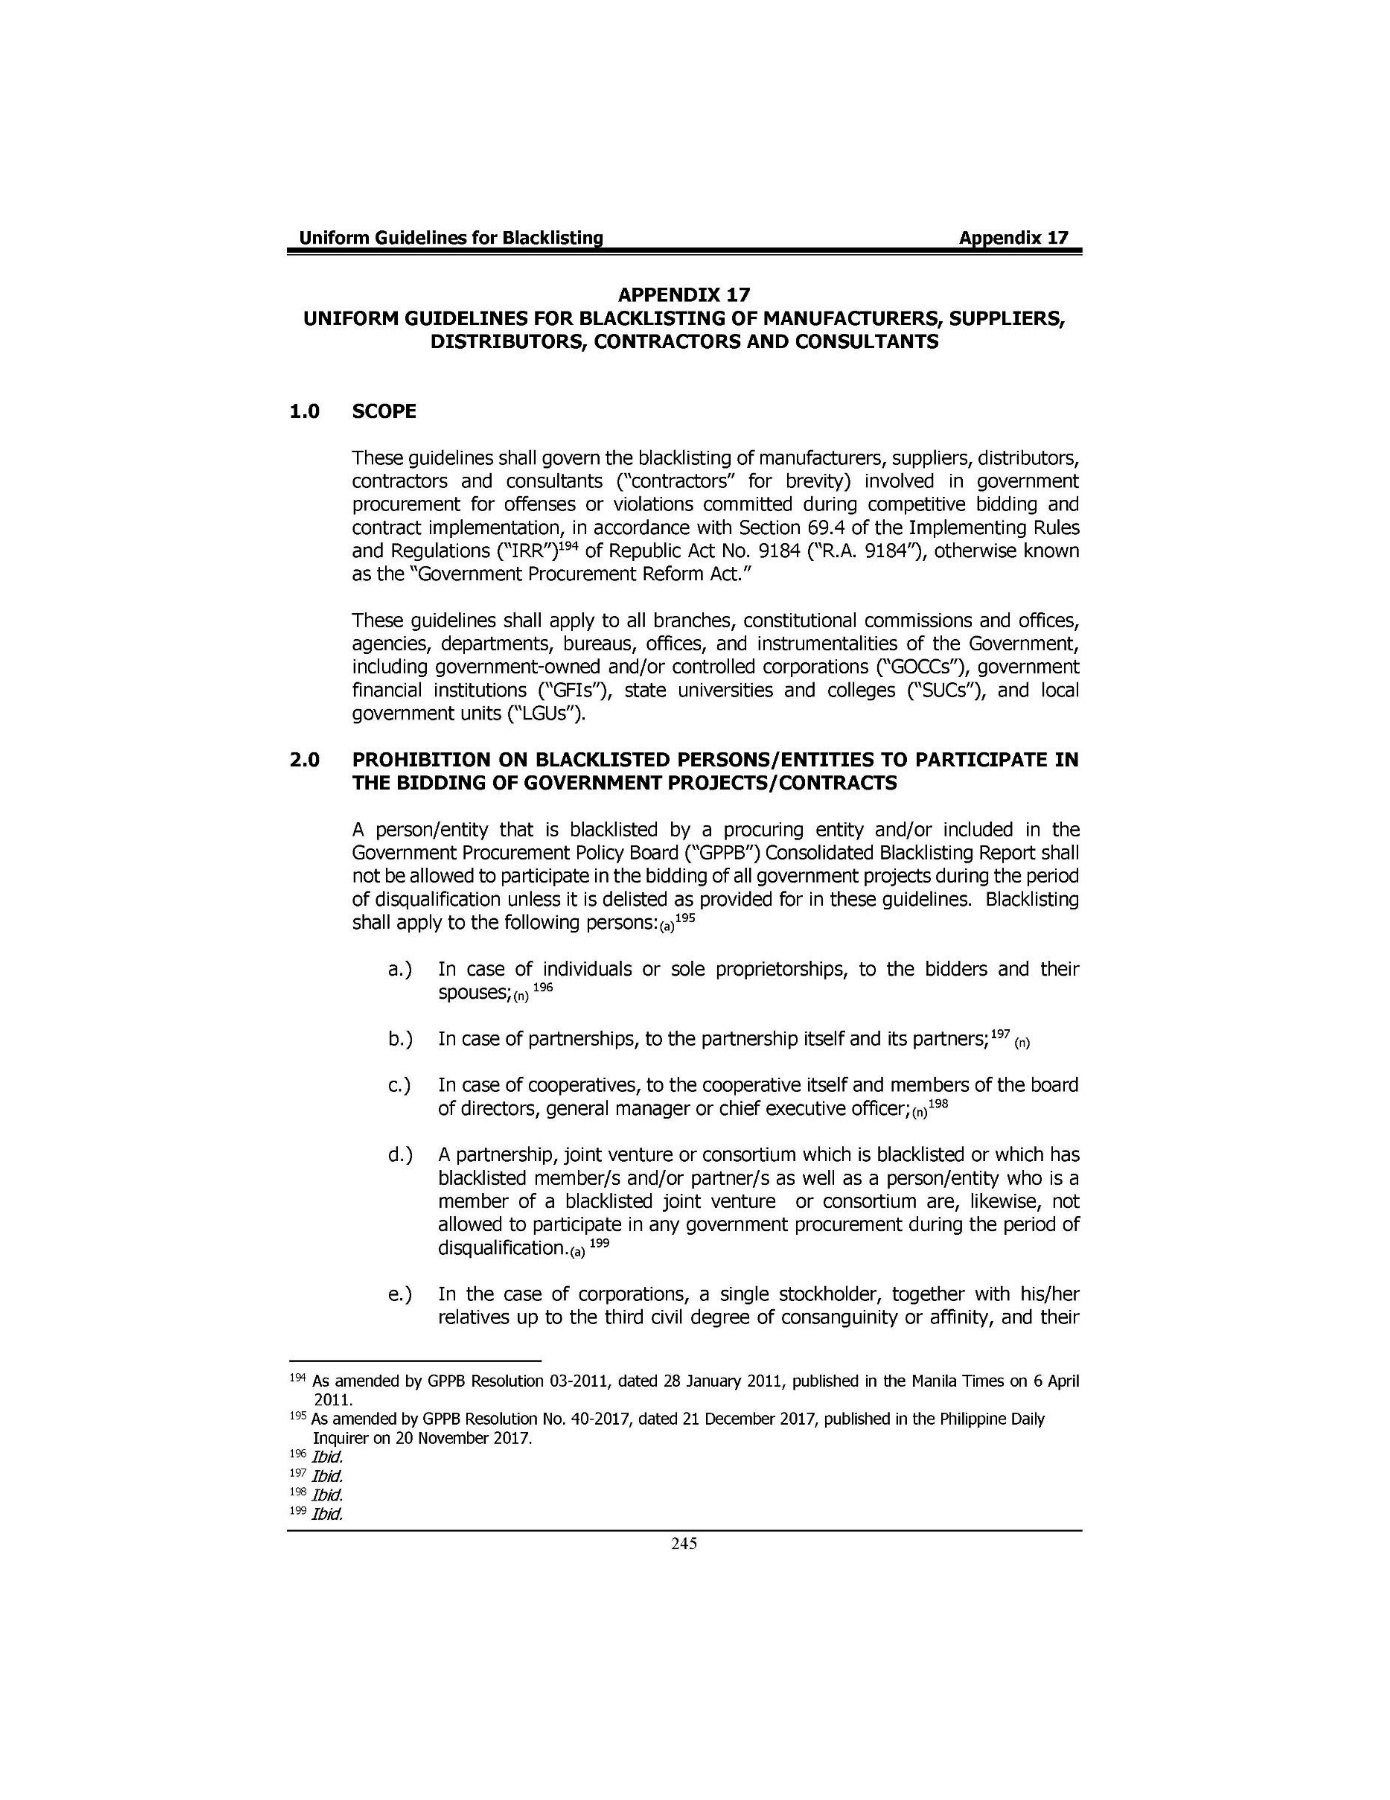 Uniform Guidelines for Blacklisting Appendix 17
APPENDIX 17
UNIFORM GUIDELINES FOR BLACKLISTING OF MANUFACTURERS, SUPPLIERS,
DISTRIBUTORS, CONTRACTORS AND CONSULTANTS
1.0 SCOPE
These guidelines shall govern the blacklisting of manufacturers, suppliers, distributors,
contractors and consultants ("contractors" for brevity) involved in government
procurement for offenses or violations committed during competitive bidding and
contract implementation, in accordance with Section 69.4 of the Implementing Rules
and Regulations ("IRR")194 of Republic Act No. 9184 ("R.A. 9184"), otherwise known
as the "Government Procurement Reform Act."
These guidelines shall apply to all branches, constitutional commissions and offices,
agencies, departments, bureaus, offices, and instrumentalities of the Government,
including government-owned and/or controlled corporations ("GOCCs"), government
financial institutions ("GFIs"), state universities and colleges ("SUCs"), and local
government units ("LGUs").
2.0 PROHIBITION ON BLACKLISTED PERSONS/ENTITIES TO PARTICIPATE IN
THE BIDDING OF GOVERNMENT PROJECTS/CONTRACTS
A person/entity that is blacklisted by a procuring entity and/or included in the
Government Procurement Policy Board ("GPPB") Consolidated Blacklisting Report shall
not be allowed to participate in the bidding of all government projects during the period
of disqualification unless it is delisted as provided for in these guidelines. Blacklisting
shall apply to the following persons:(a)195
a.) In case of individuals or sole proprietorships, to the bidders and their
spouses;(n) 196
b.) In case of partnerships, to the partnership itself and its partners;197 (n)
c.) In case of cooperatives, to the cooperative itself and members of the board
of directors, general manager or chief executive officer;(n)198
d.) A partnership, joint venture or consortium which is blacklisted or which has
blacklisted member/s and/or partner/s as well as a person/entity who is a
member of a blacklisted joint venture or consortium are, likewise, not
allowed to participate in any government procurement during the period of
disqualification.(a) 199
e.) In the case of corporations, a single stockholder, together with his/her
relatives up to the third civil degree of consanguinity or affinity, and their
194 As amended by GPPB Resolution 03-2011, dated 28 January 2011, published in the Manila Times on 6 April
2011.
195 As amended by GPPB Resolution No. 40-2017, dated 21 December 2017, published in the Philippine Daily
Inquirer on 20 November 2017.
196 Ibid.
197 Ibid.
198 Ibid.
199 Ibid.
245